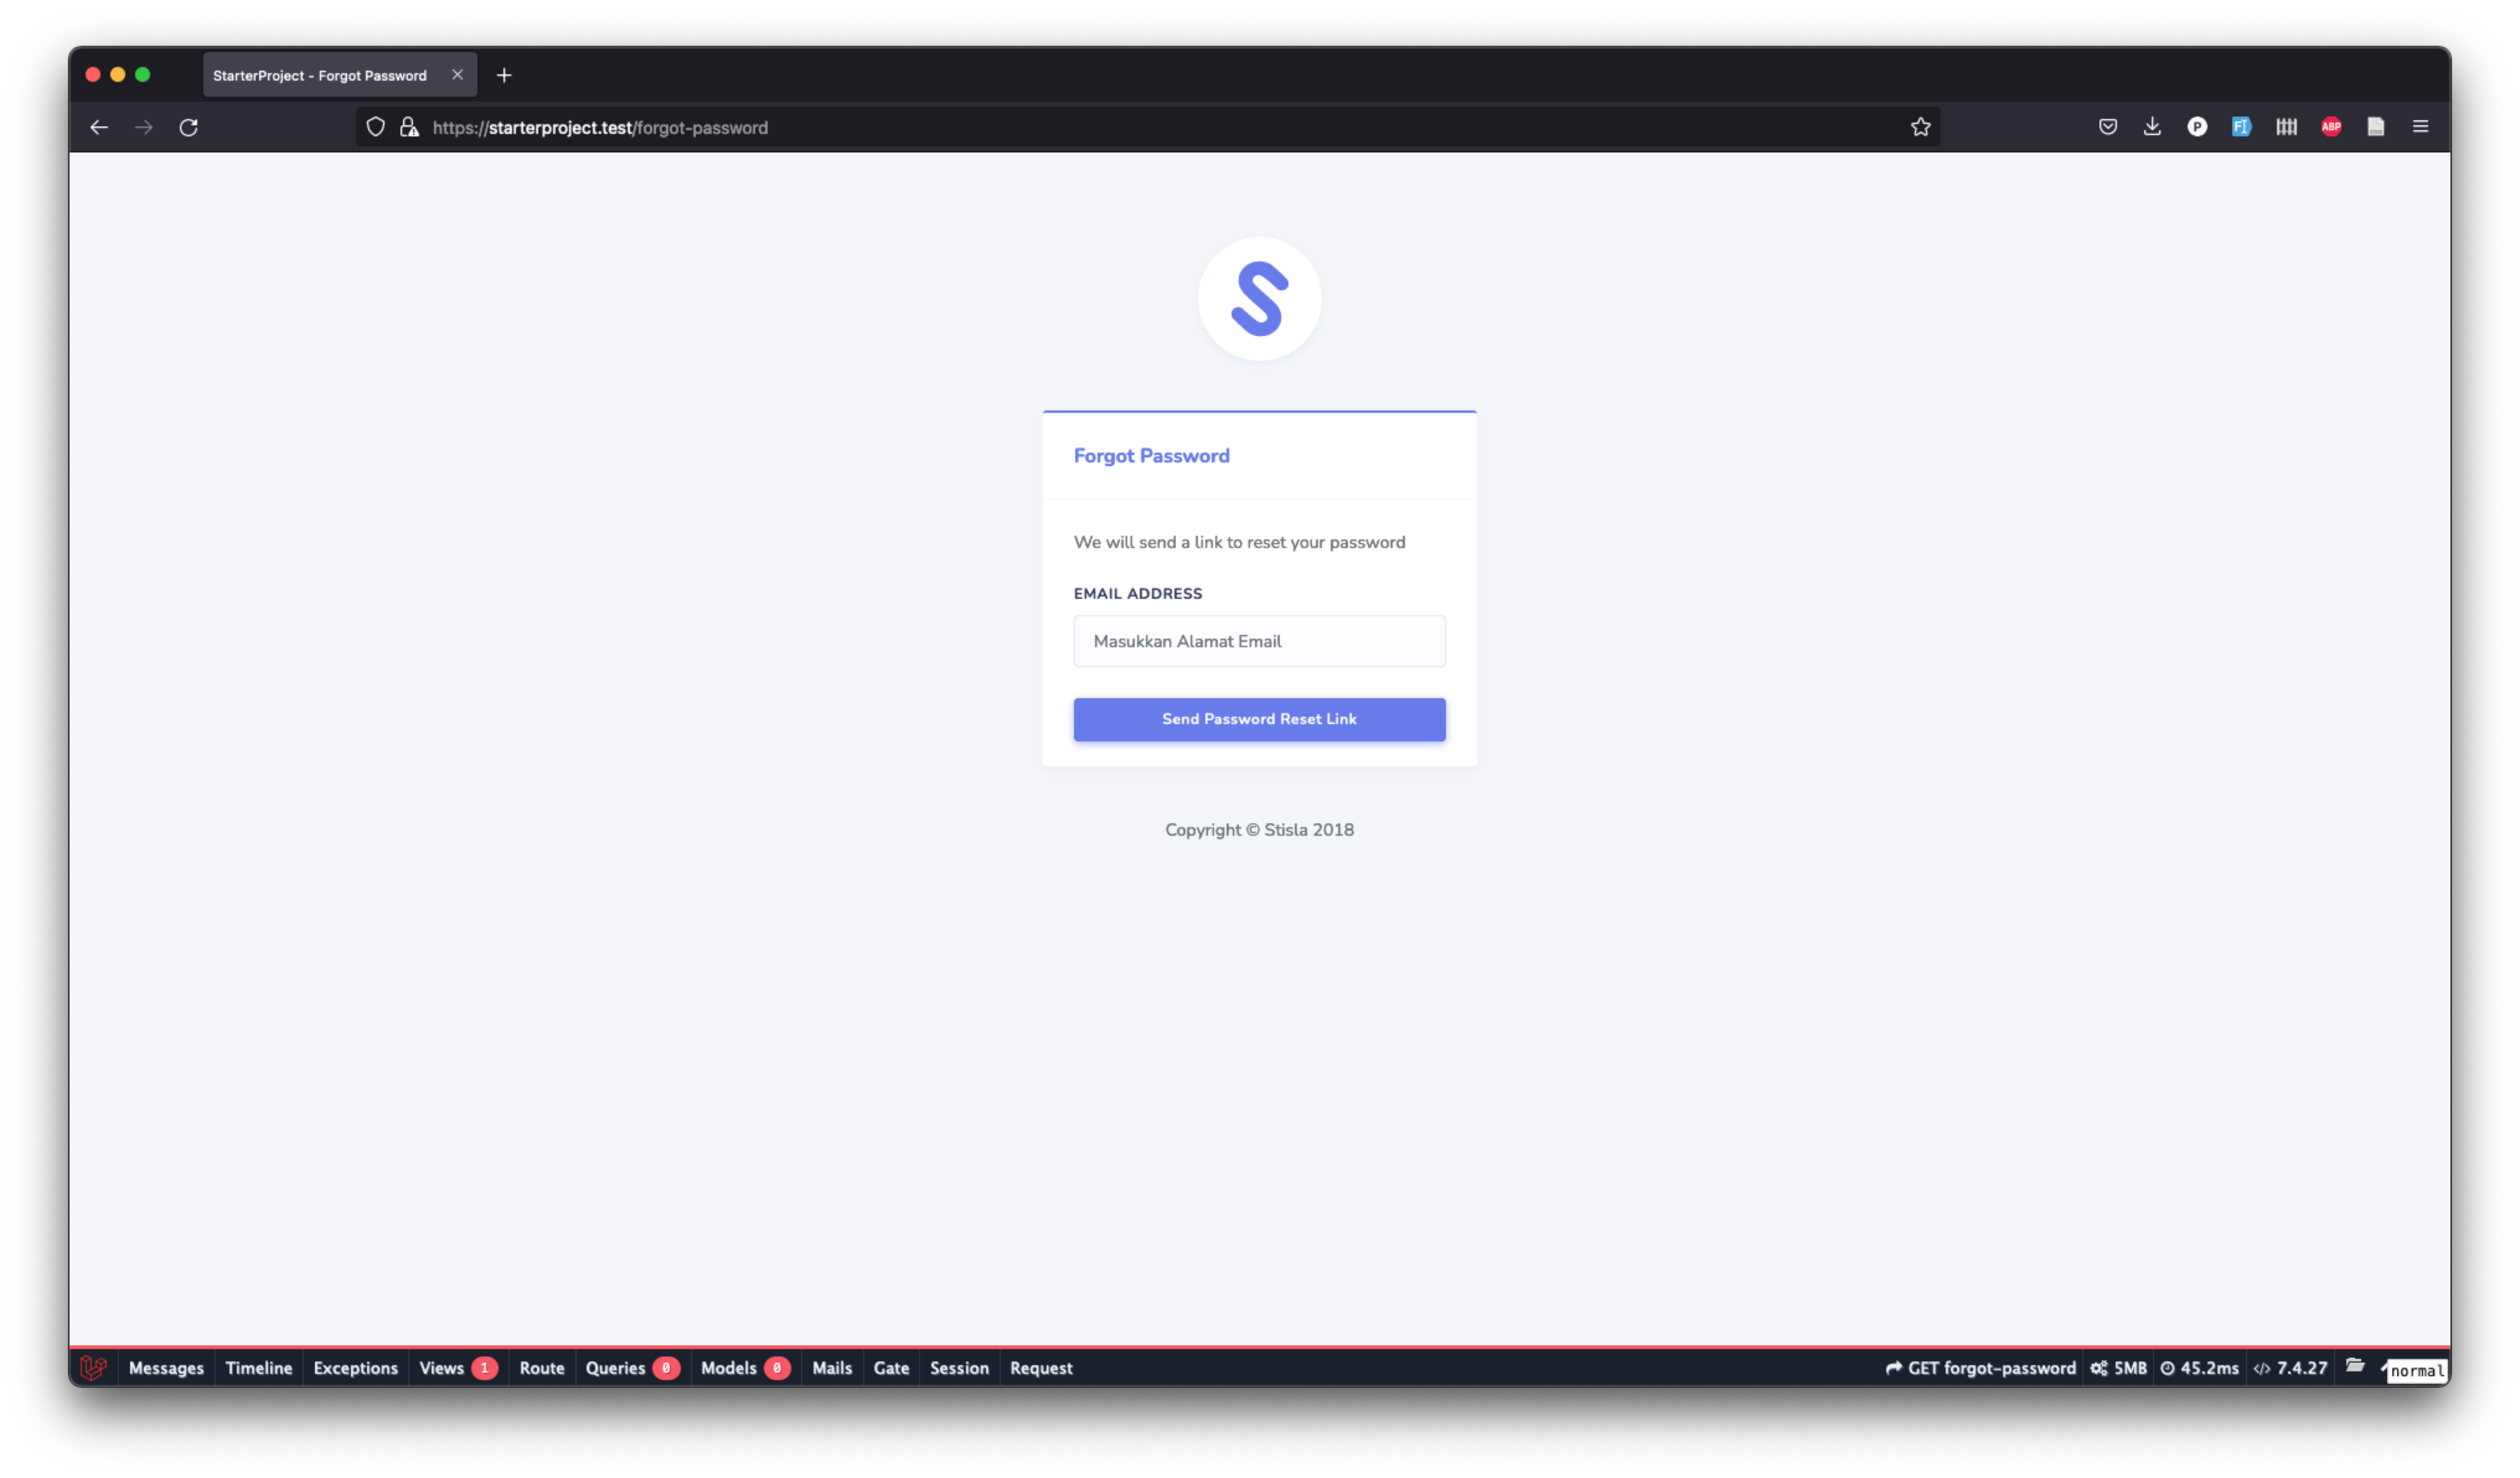 StarterProject - Forgot Password
https://starterproject.test/forgot-password
P
FI
ABP
S
Forgot Password
We will send a link to reset your password
EMAIL ADDRESS
Masukkan Alamat Email
Send Password Reset Link
Copyright © Stisla 2018
Messages Timeline Exceptions Views 1 Route Queries 0 Models 0 Mails Gate Session Request GET forgot-password 5MB 45.2ms </> 7.4.27 normal